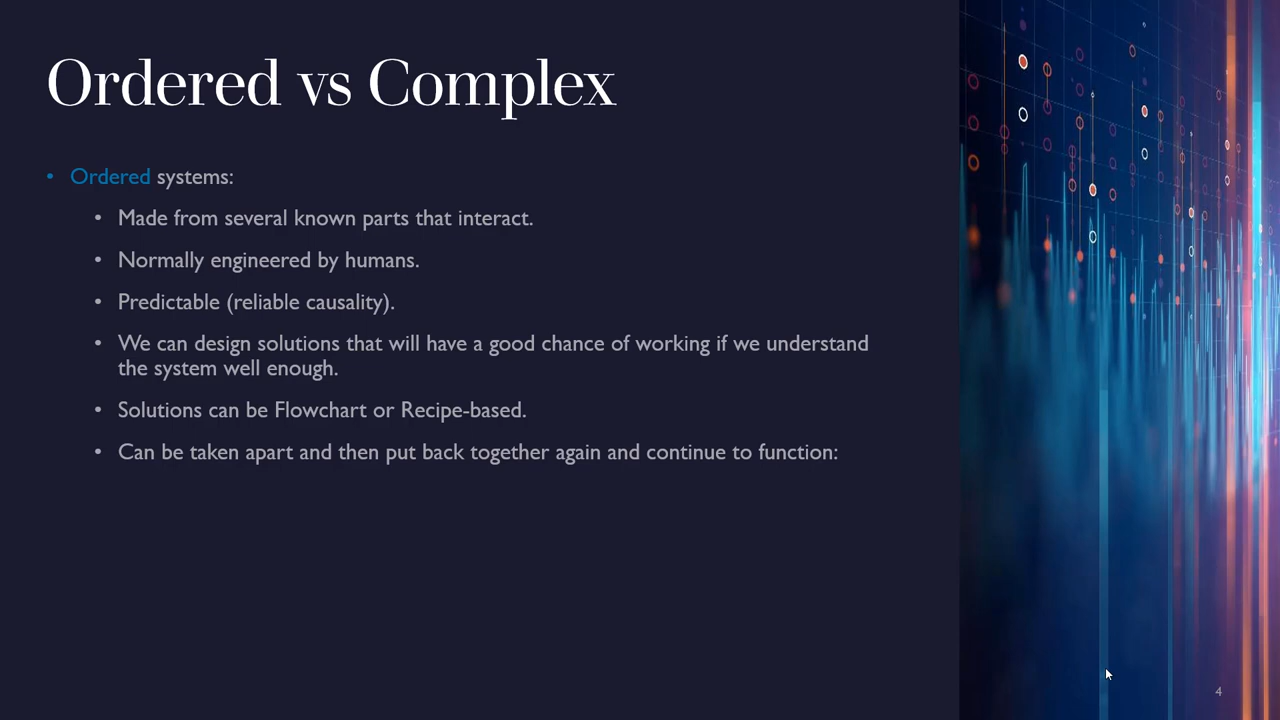 Ordered vs Complex
• Ordered systems:
• Made from several known parts that interact.
• Normally engineered by humans.
• Predictable (reliable causality).
• We can design solutions that will have a good chance of working if we understand
the system well enough.
• Solutions can be Flowchart or Recipe-based.
• Can be taken apart and then put back together again and continue to function:
4